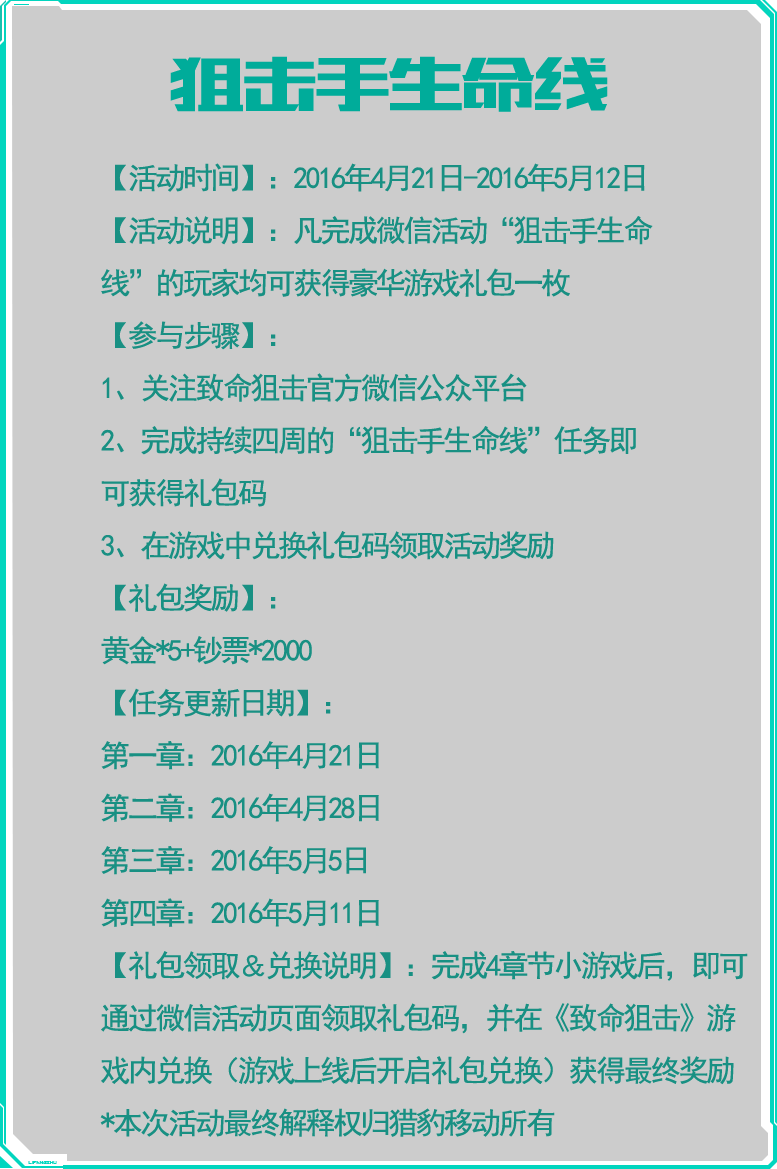 狙击手生命线
【活动时间】：2016年4月21日-2016年5月12日
【活动说明】：凡完成微信活动“狙击手生命
线”的玩家均可获得豪华游戏礼包一枚
【参与步骤】：
1、关注致命狙击官方微信公众平台
2、完成持续四周的“狙击手生命线”任务即
可获得礼包码
3、在游戏中兑换礼包码领取活动奖励
【礼包奖励】：
黄金*5+钞票*2000
【任务更新日期】：
第一章：2016年4月21日
第二章：2016年4月28日
第三章：2016年5月5日
第四章：2016年5月11日
【礼包领取＆兑换说明】：完成4章节小游戏后，即可
通过微信活动页面领取礼包码，并在《致命狙击》游
戏内兑换（游戏上线后开启礼包兑换）获得最终奖励
*本次活动最终解释权归猎豹移动所有